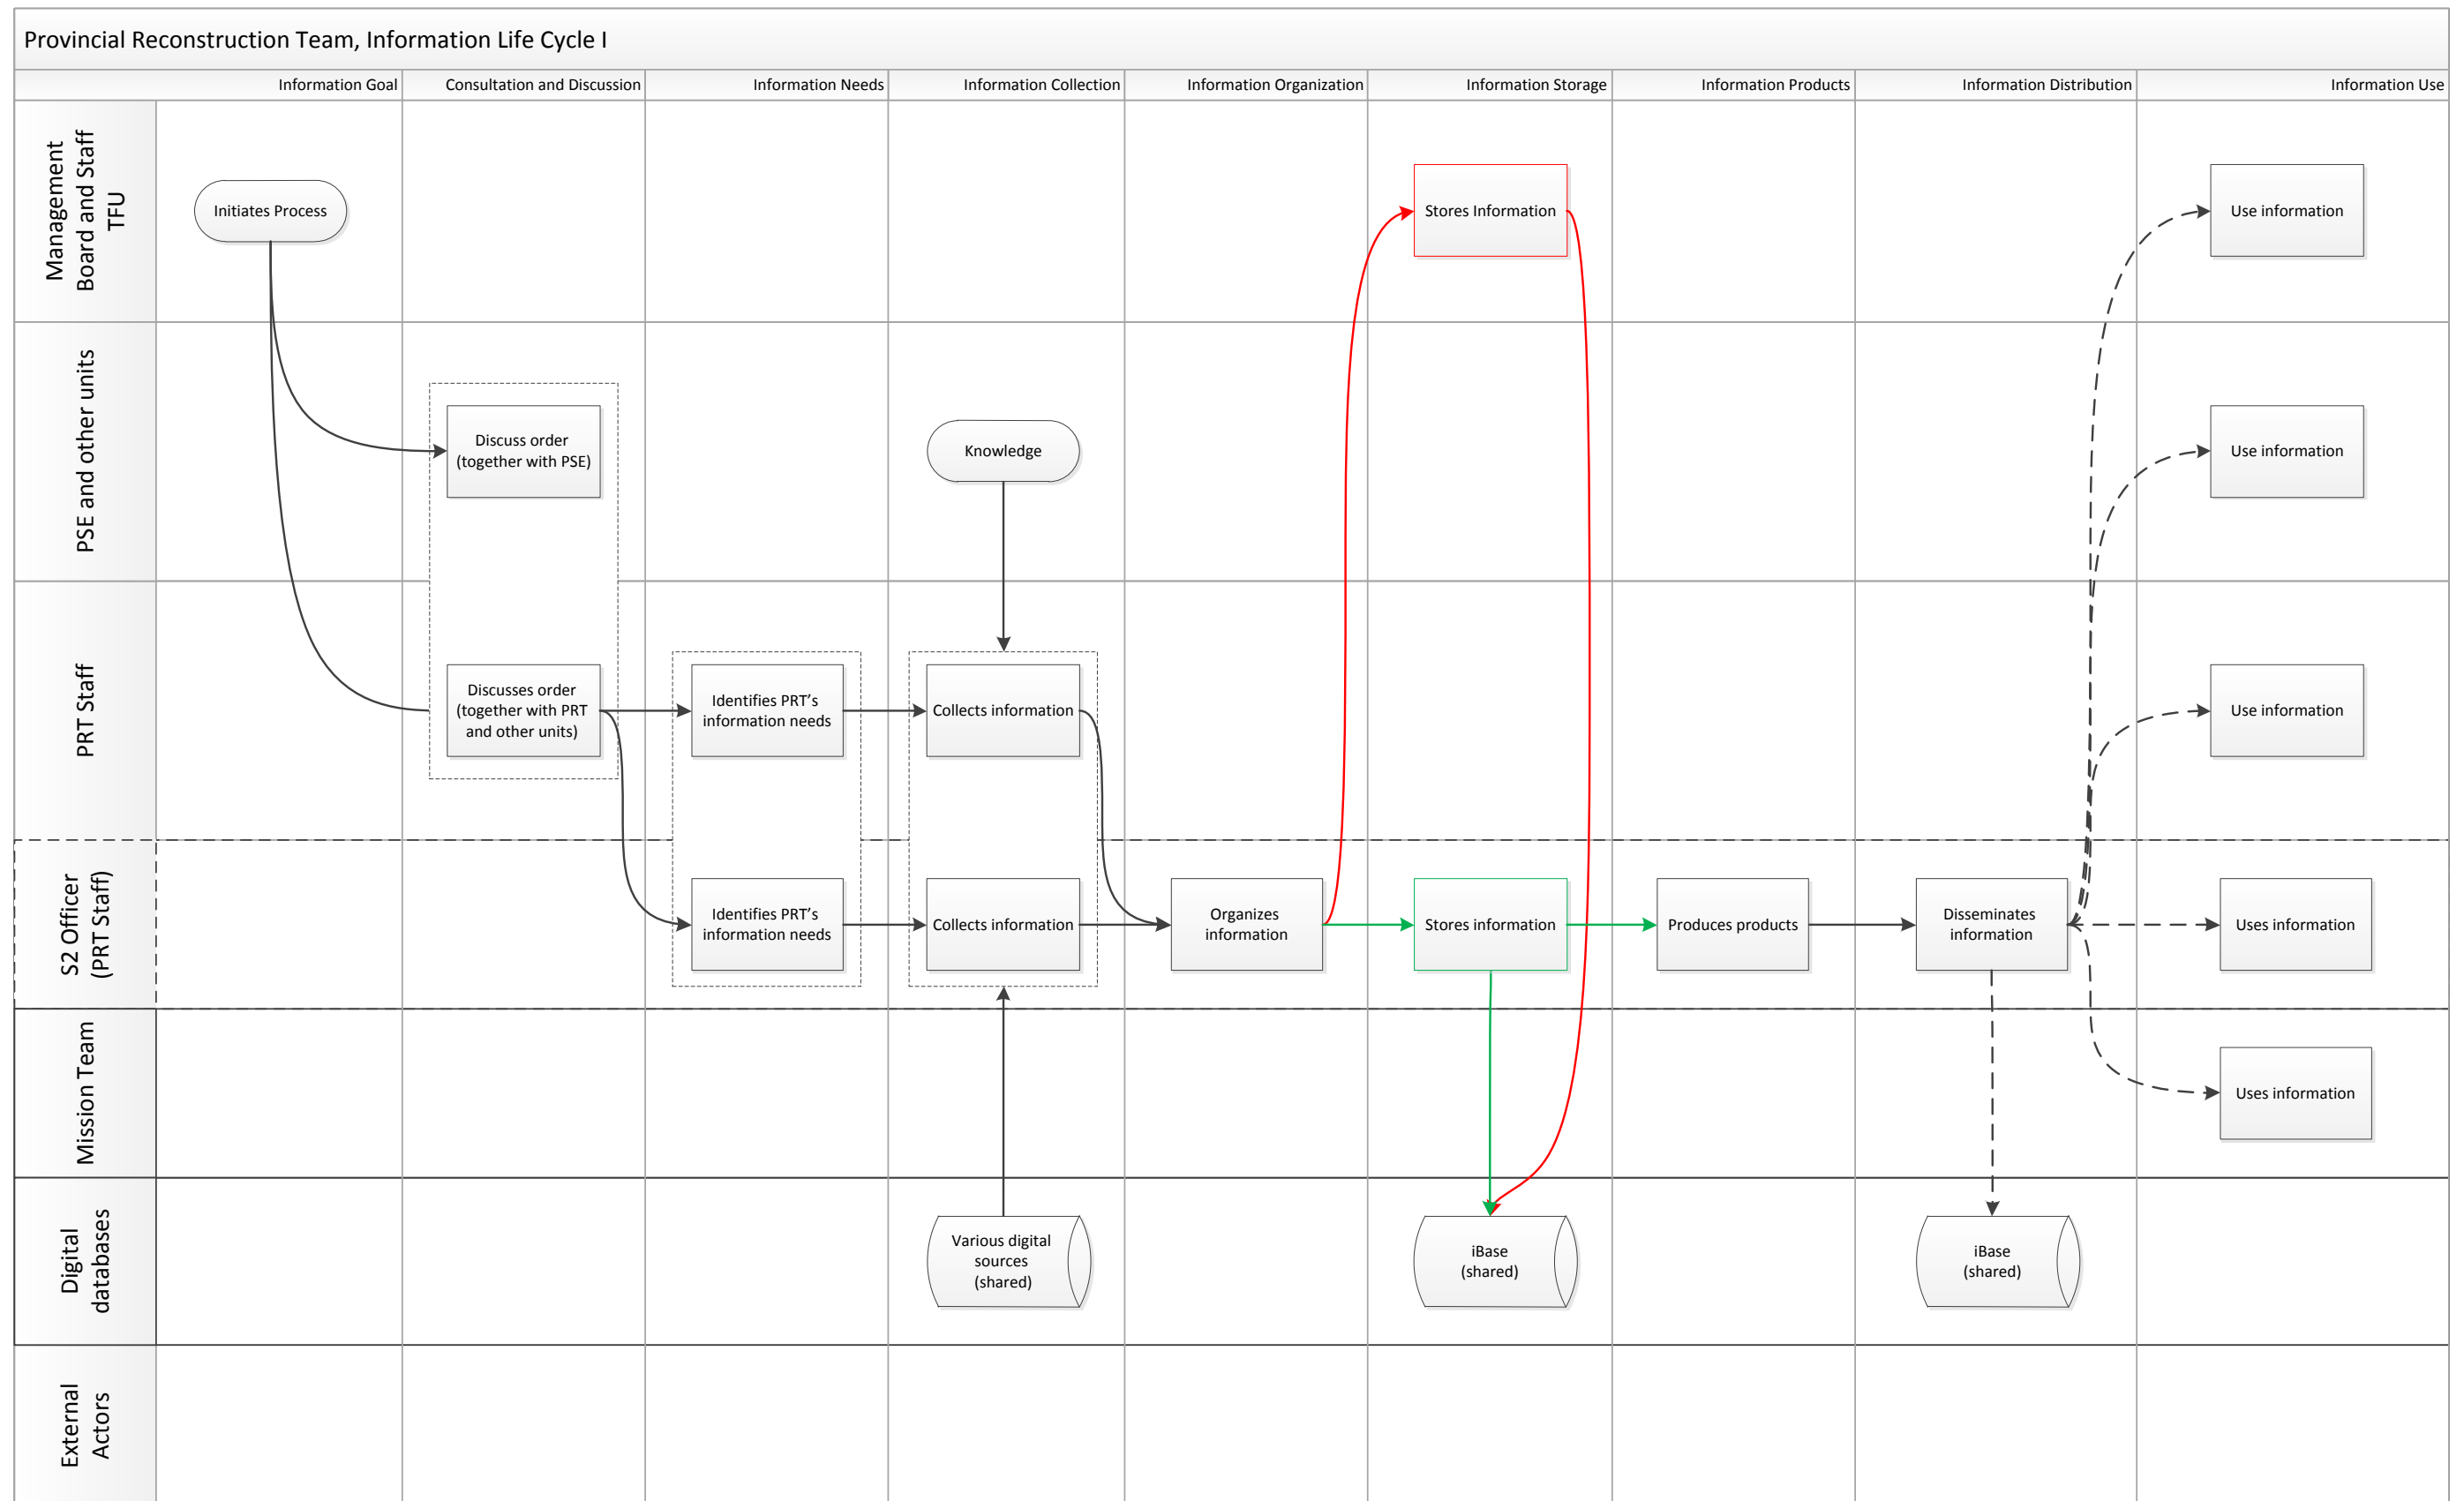 Provincial Reconstruction Team, Information Life Cycle I
Information Goal
Consultation and Discussion
Information Needs
Information Collection
Information Organization
Information Storage
Information Products
Information Distribution
Information Use
Management
Board and Staff
TFU
Initiates Process
Stores Information
Use information
PSE and other units
Discuss order
(together with PSE)
Knowledge
Use information
PRT Staff
Discusses order
(together with PRT
and other units)
Identifies PRT’s
information needs
Collects information
Use information
S2 Officer
(PRT Staff)
Identifies PRT’s
information needs
Collects information
Organizes
information
Stores information
Produces products
Disseminates
information
Uses information
Mission Team
Uses information
Digital
databases
Various digital
sources
(shared)
iBase
(shared)
iBase
(shared)
External
Actors